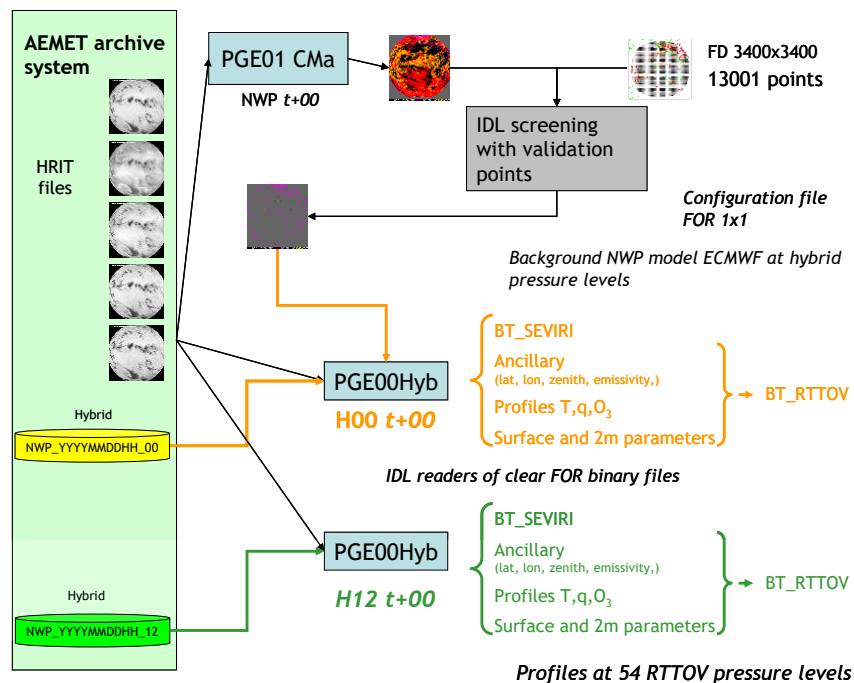 AEMET archive
system
HRIT
files
PGE01 CMa
NWP t+00
FD 3400x3400
13001 points
IDL screening
with validation
points
Configuration file
FOR 1x1
Background NWP model ECMWF at hybrid
pressure levels
Hybrid
NWP_YYYYMMDDHH_00
PGE00Hyb
H00 t+00
BT_SEVIRI
Ancillary
(lat, lon, zenith, emissivity,)
Profiles T,q,O3
Surface and 2m parameters
BT_RTTOV
IDL readers of clear FOR binary files
Hybrid
NWP_YYYYMMDDHH_12
PGE00Hyb
H12 t+00
BT_SEVIRI
Ancillary
(lat, lon, zenith, emissivity,)
Profiles T,q,O3
Surface and 2m parameters
BT_RTTOV
Profiles at 54 RTTOV pressure levels